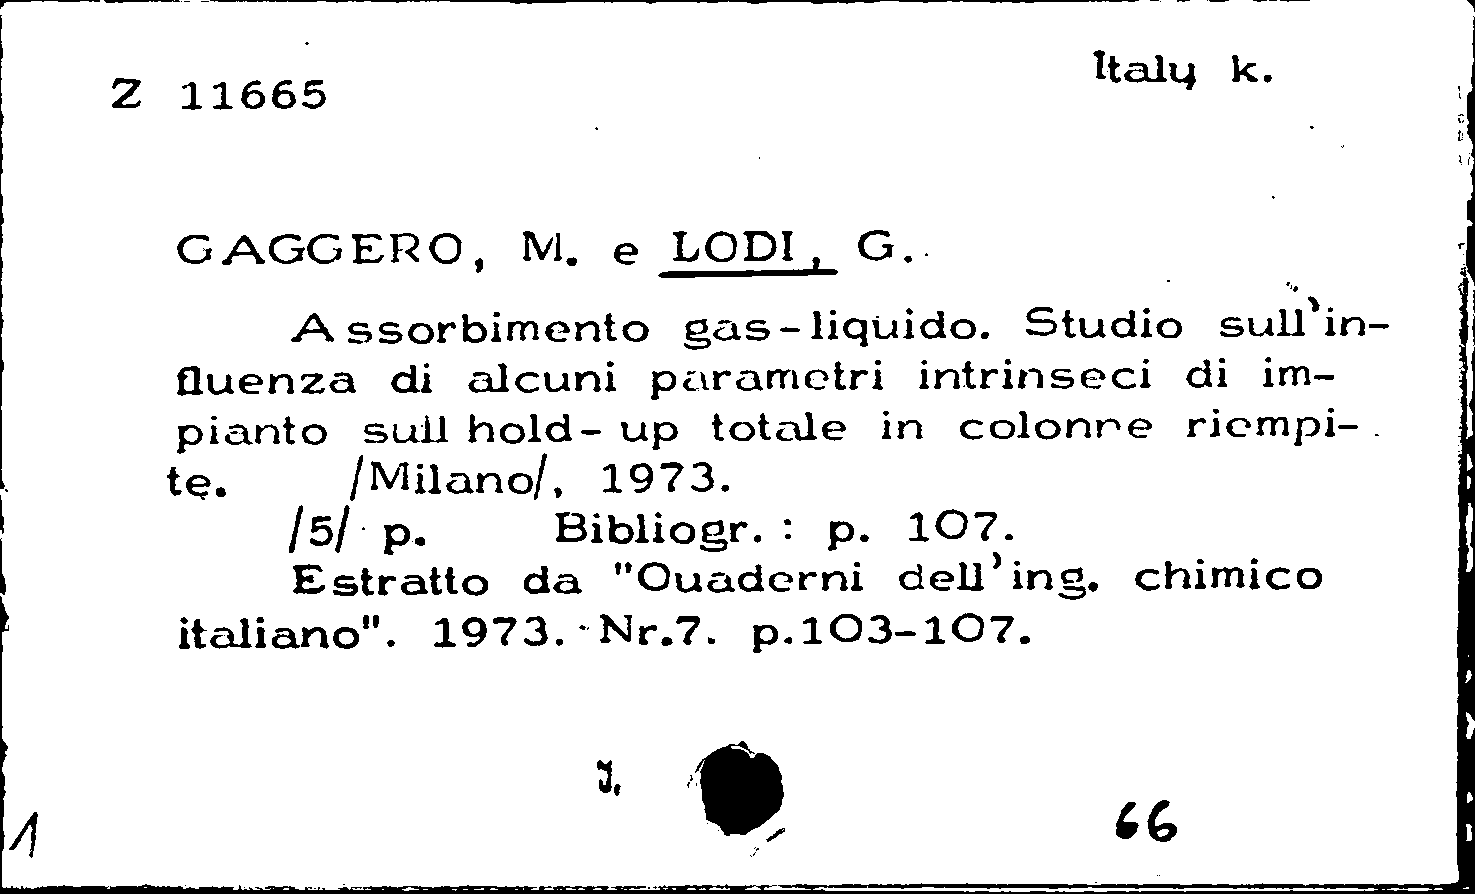 Italy k.
Z 11665
GAGGERO, M. e LODI, G.
Assorbimento gas-liquido. Studio sull'in-
fluenza di alcuni parametri intrinseci di im-
pianto sull hold-up totale in colonne riempi-
te. /Milano/, 1973.
/5/ p. Bibliogr.: p. 107.
Estratto da "Quaderni dell'ing. chimico
italiano". 1973. Nr.7. p.103-107.
J.
66
1